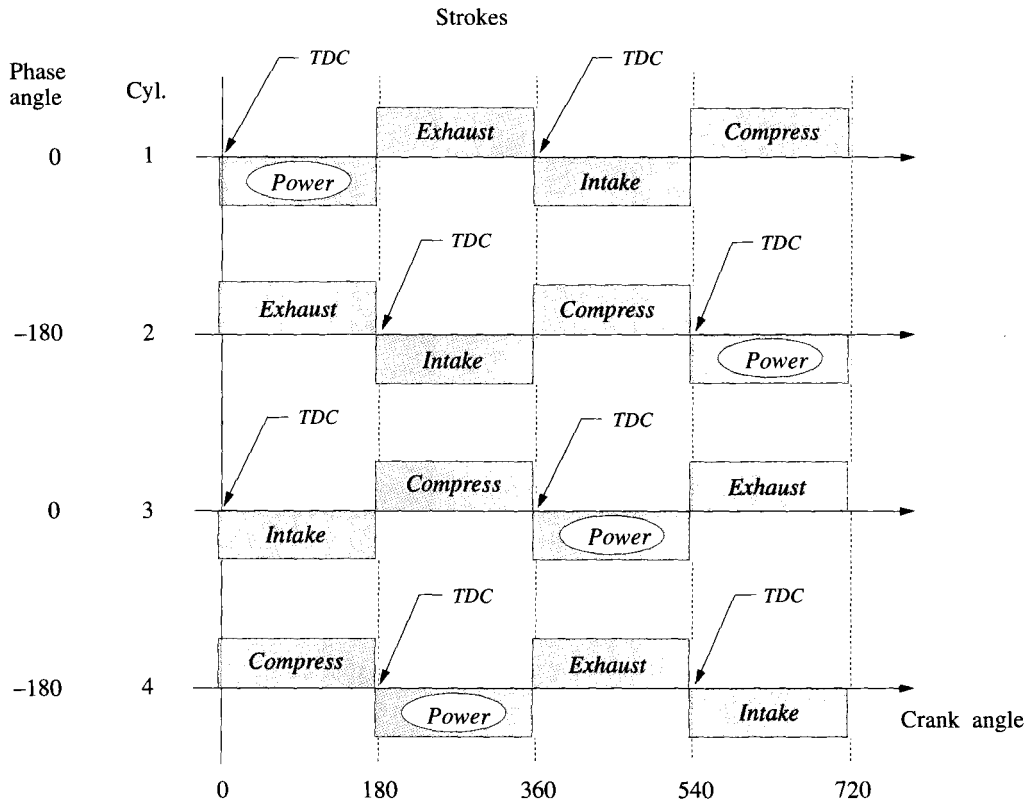 Strokes
Phase
angle
Cyl.
TDC
TDC
Exhaust
Compress
0
1
Power
Intake
TDC
TDC
Exhaust
Compress
-180
2
Intake
Power
TDC
TDC
Compress
Exhaust
0
3
Intake
Power
TDC
TDC
Compress
Exhaust
-180
4
Power
Intake
Crank angle
0 180 360 540 720